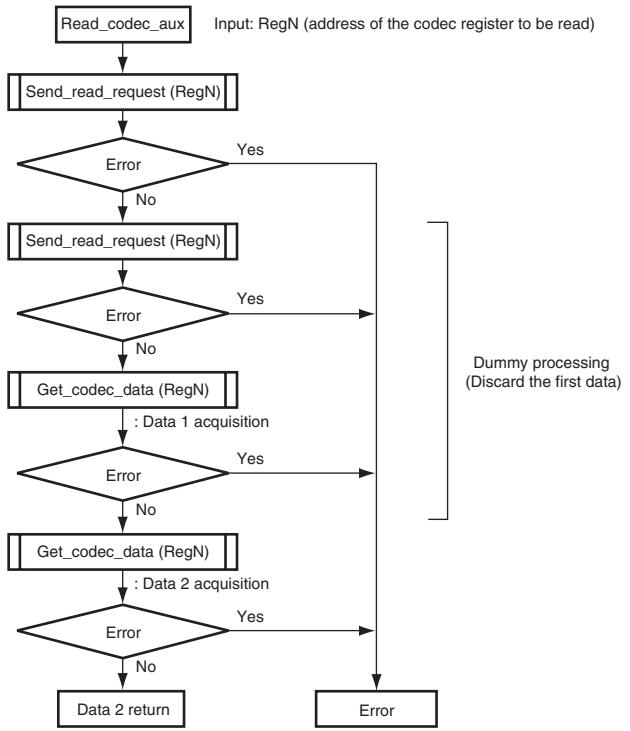 Read_codec_aux
Input: RegN (address of the codec register to be read)
Send_read_request (RegN)
Error
Yes
No
Send_read_request (RegN)
Error
Yes
No
Dummy processing
(Discard the first data)
Get_codec_data (RegN)
: Data 1 acquisition
Error
Yes
No
Get_codec_data (RegN)
: Data 2 acquisition
Error
Yes
No
Data 2 return
Error